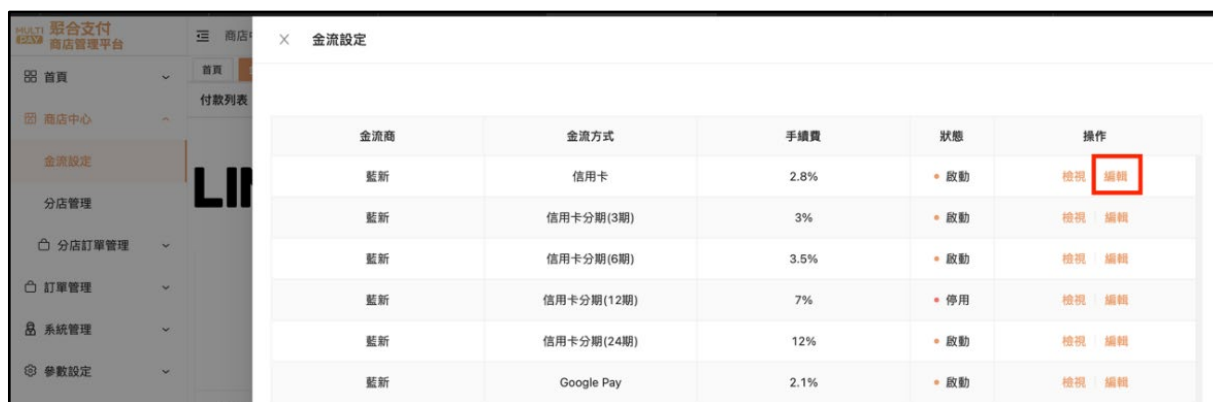 MULTI PAY 聚合支付
商店管理平台
首頁
商店中心
金流設定
分店管理
分店訂單管理
訂單管理
系統管理
參數設定
商店
首頁
付款列表
LIN
金流設定
金流商 金流方式 手續費 狀態 操作
藍新 信用卡 2.8% 啟動 檢視 編輯
藍新 信用卡分期(3期) 3% 啟動 檢視 編輯
藍新 信用卡分期(6期) 3.5% 啟動 檢視 編輯
藍新 信用卡分期(12期) 7% 停用 檢視 編輯
藍新 信用卡分期(24期) 12% 啟動 檢視 編輯
藍新 Google Pay 2.1% 啟動 檢視 編輯